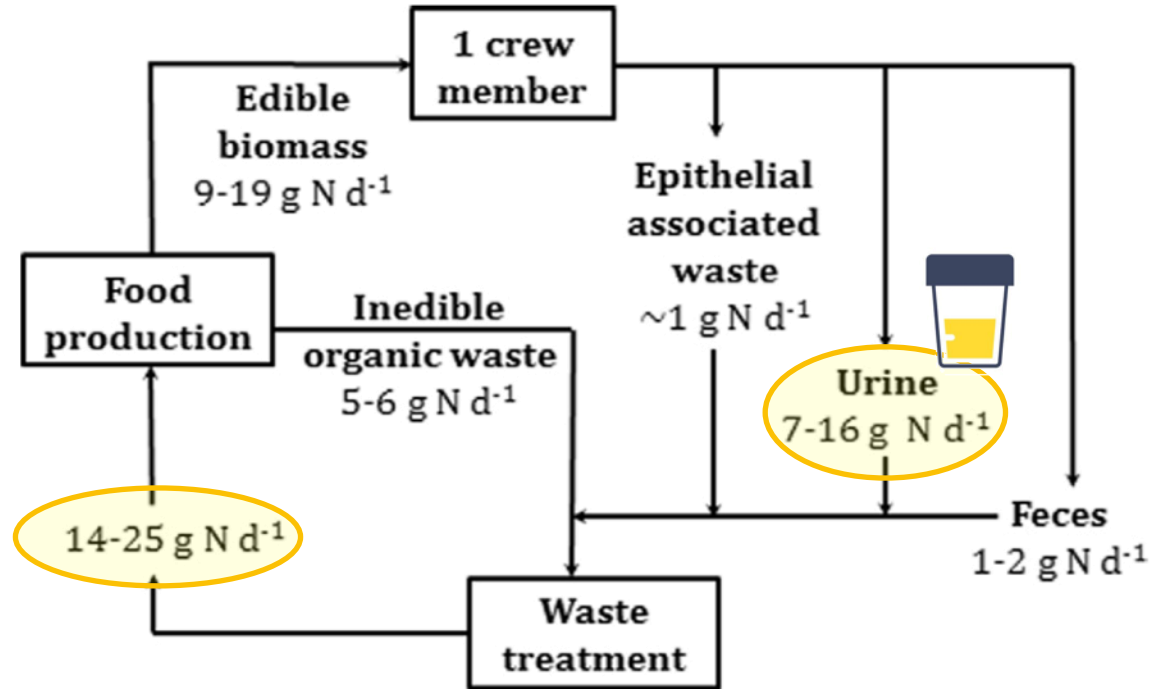 1 crew
member
Edible
biomass
9-19 g N d⁻¹
Epithelial
associated
waste
~1 g N d⁻¹
Food
production
Inedible
organic waste
5-6 g N d⁻¹
Urine
7-16 g N d⁻¹
14-25 g N d⁻¹
Feces
1-2 g N d⁻¹
Waste
treatment